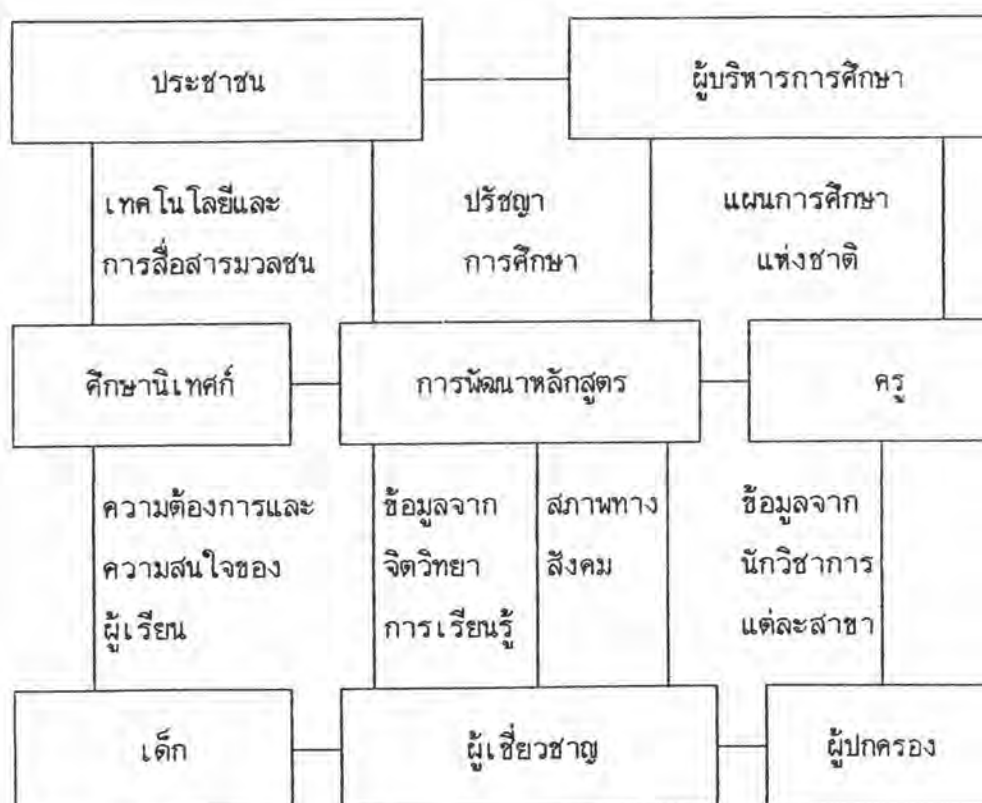 ประชาชน
ผู้บริหารการศึกษา
เทคโนโลยีและ
การสื่อสารมวลชน
ปรัชญา
การศึกษา
แผนการศึกษา
แห่งชาติ
ศึกษานิเทศก์
การพัฒนาหลักสูตร
ครู
ความต้องการและ
ความสนใจของ
ผู้เรียน
ข้อมูลจาก
จิตวิทยา
การเรียนรู้
สภาพทาง
สังคม
ข้อมูลจาก
นักวิชาการ
แต่ละสาขา
เด็ก
ผู้เชี่ยวชาญ
ผู้ปกครอง